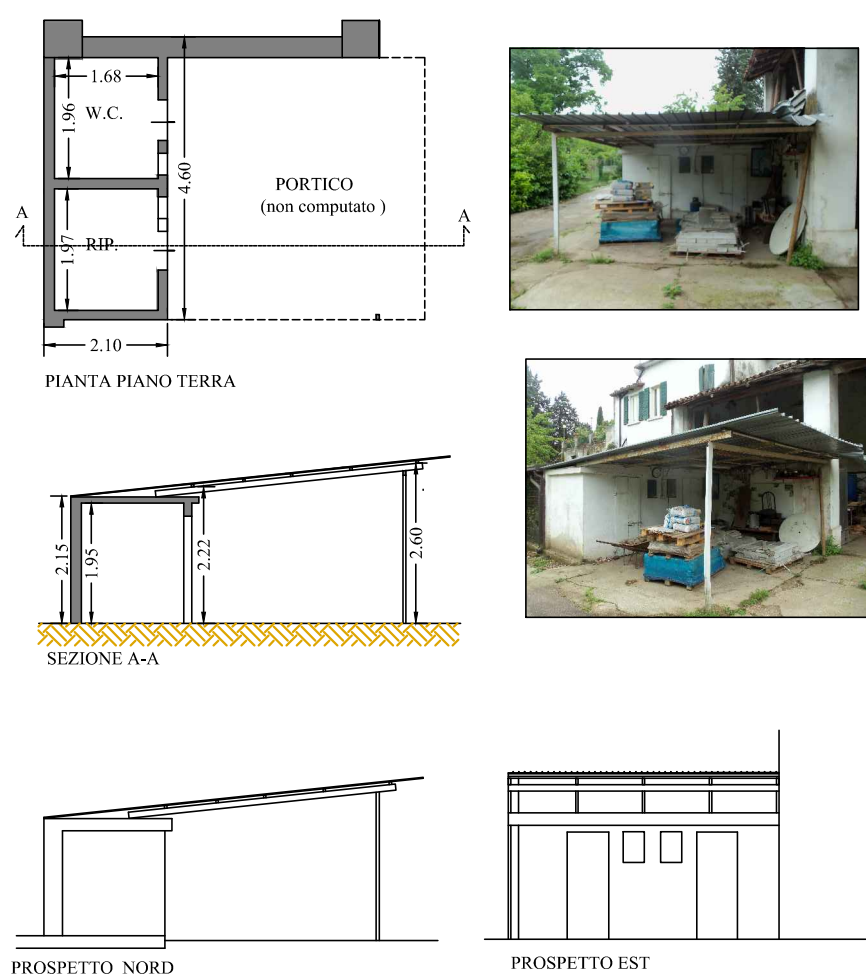 1.68
1.96
W.C.
4.60
PORTICO
(non computato )
A
A
1.97
RIP.
2.10
PIANTA PIANO TERRA
2.15
1.95
2.22
2.60
SEZIONE A-A
PROSPETTO NORD
PROSPETTO EST